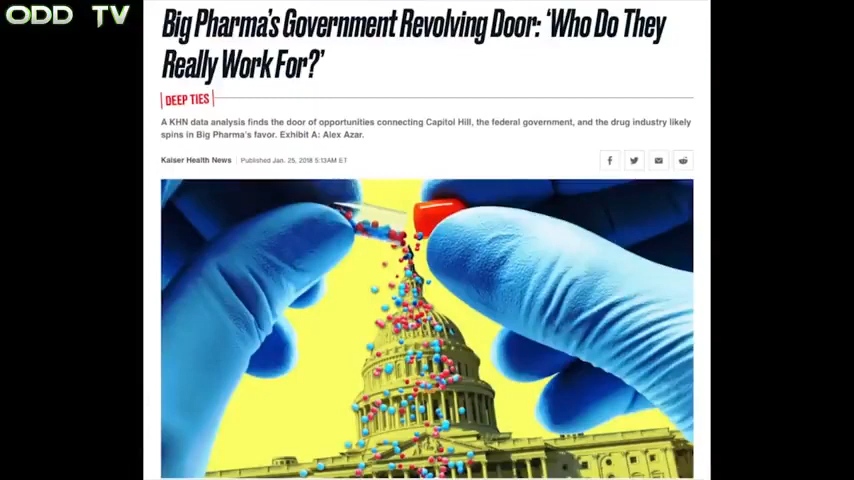 ODD TV
Big Pharma's Government Revolving Door: 'Who Do They
Really Work For?'
DEEP TIES
A KHN data analysis finds the door of opportunities connecting Capitol Hill, the federal government, and the drug industry likely
spins in Big Pharma's favor. Exhibit A: Alex Azar.
Kaiser Health News | Published Jan. 25, 2018 5:13AM ET